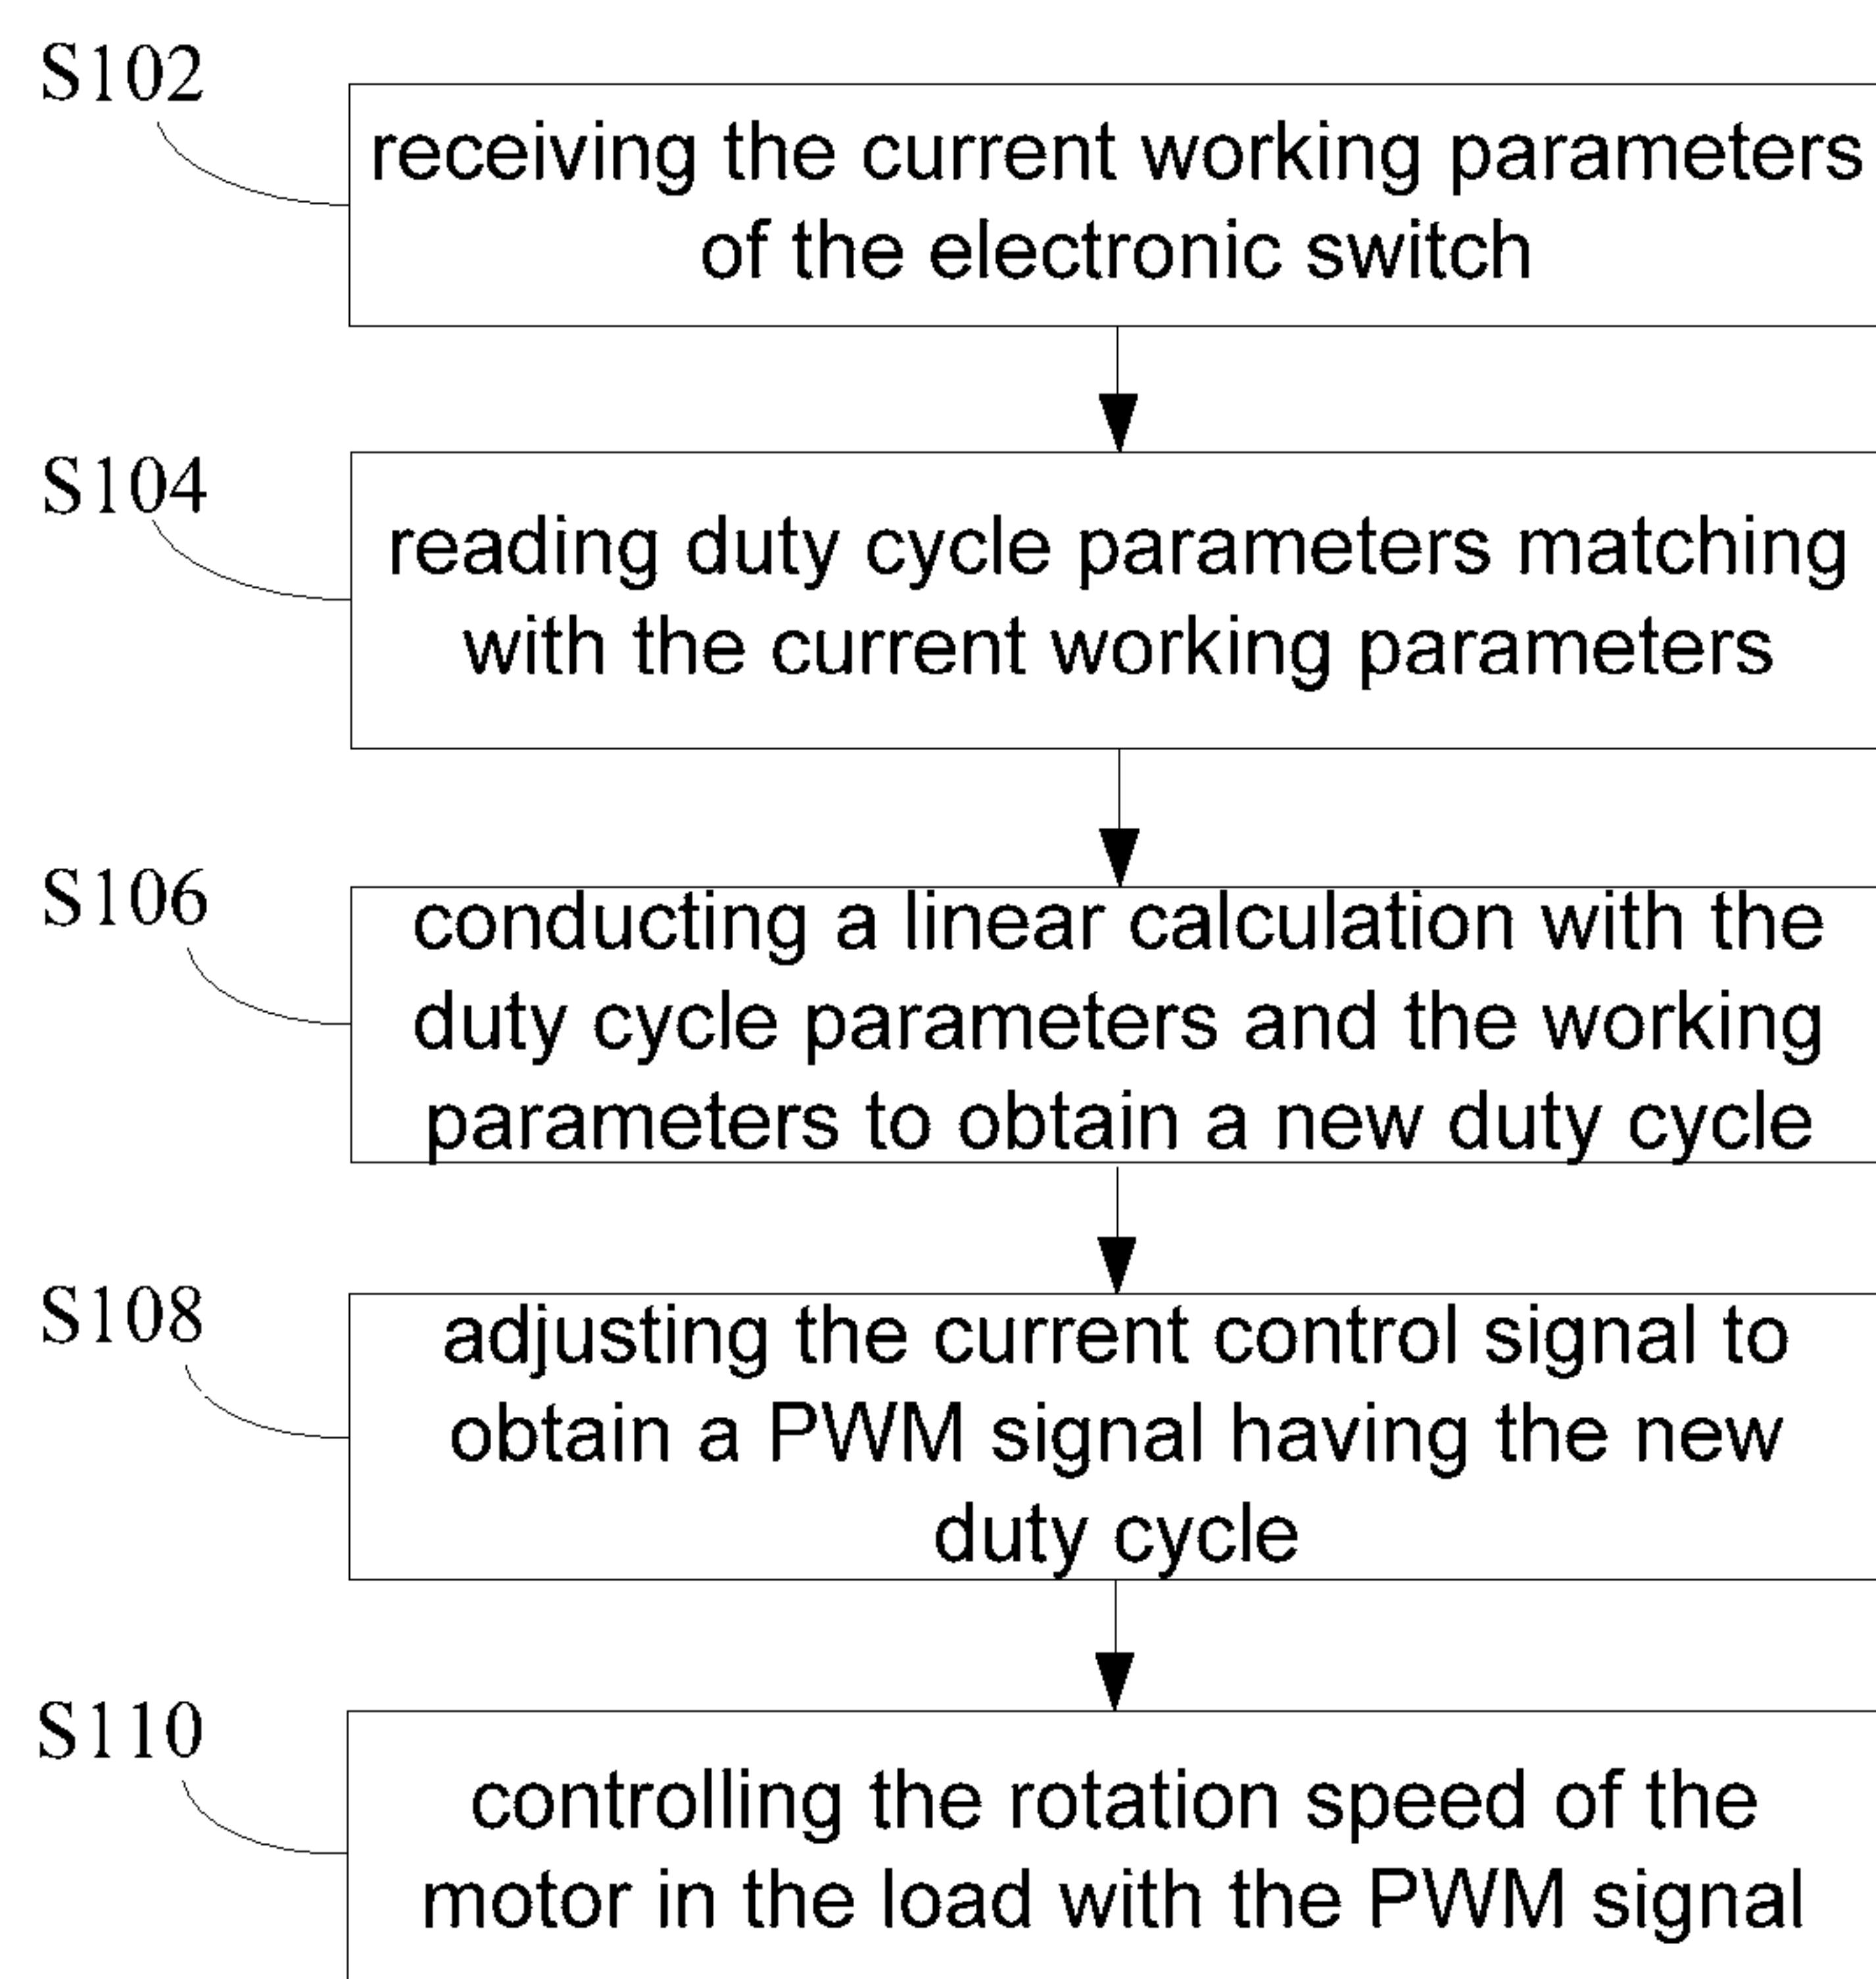 S102
receiving the current working parameters
of the electronic switch
S104
reading duty cycle parameters matching
with the current working parameters
S106
conducting a linear calculation with the
duty cycle parameters and the working
parameters to obtain a new duty cycle
S108
adjusting the current control signal to
obtain a PWM signal having the new
duty cycle
S110
controlling the rotation speed of the
motor in the load with the PWM signal